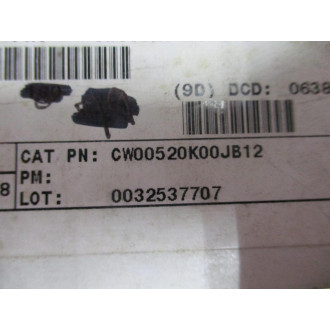 (9D) DCD: 0638
CAT PN: CW00520K00JB12
PM:
8
LOT: 0032537707